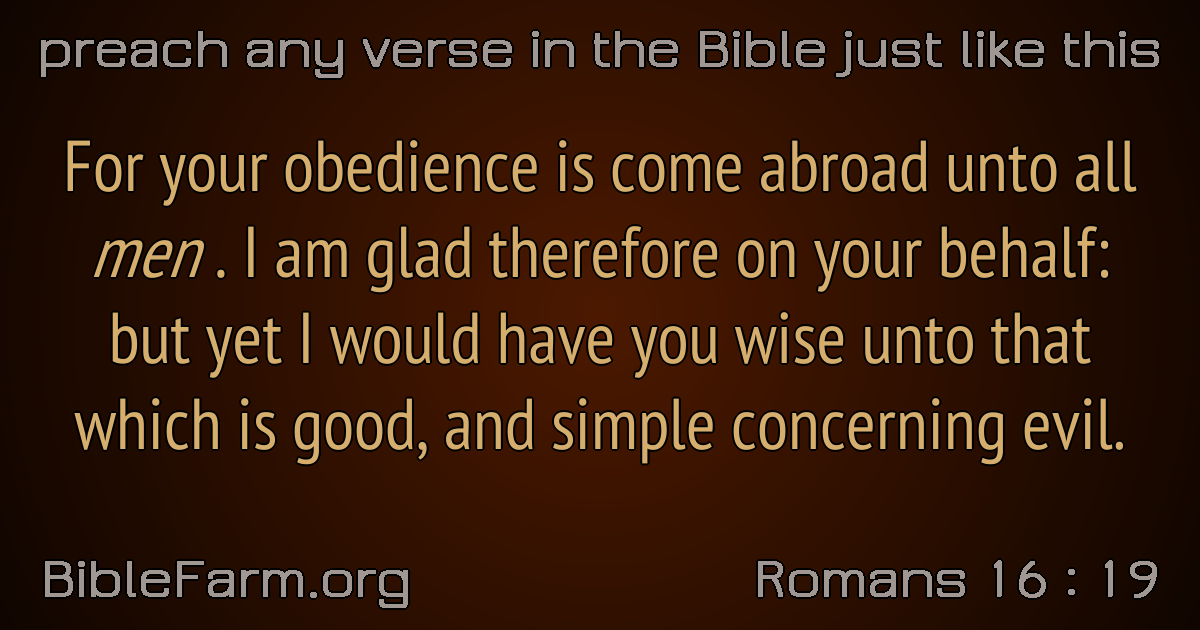 preach any verse in the Bible just like this
For your obedience is come abroad unto all
men . I am glad therefore on your behalf:
but yet I would have you wise unto that
which is good, and simple concerning evil.
BibleFarm.org
Romans 16 : 19